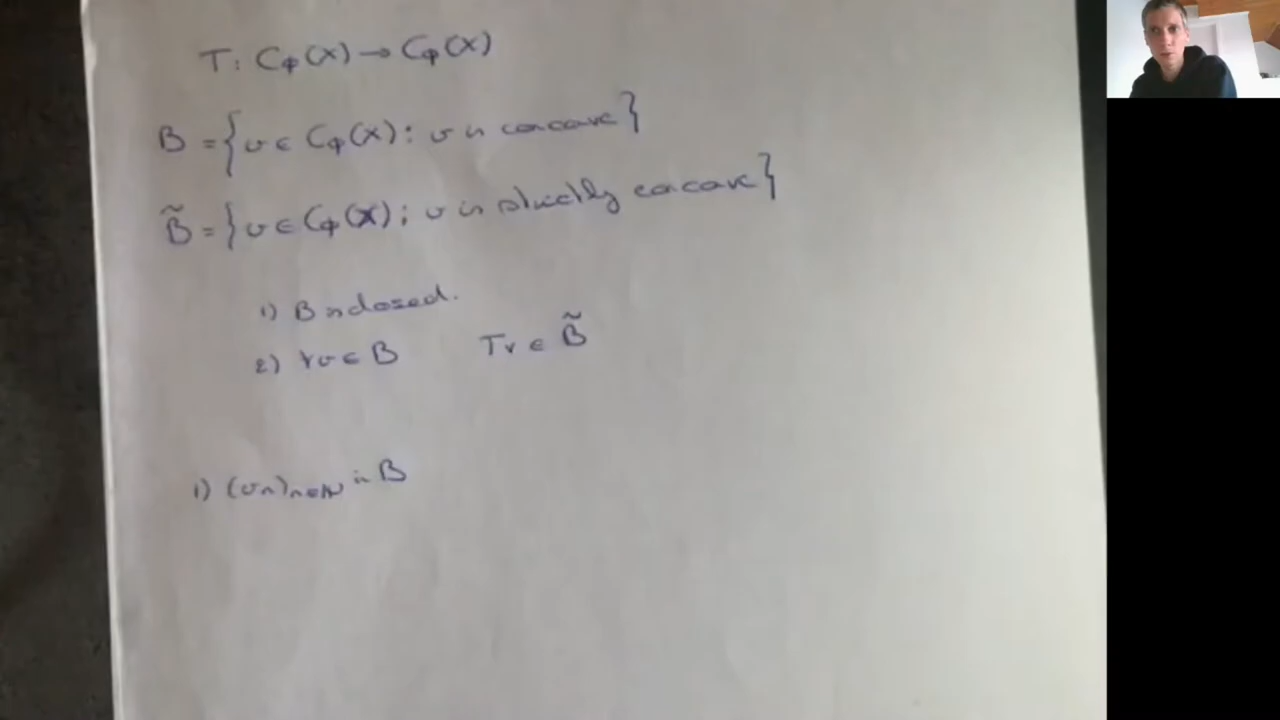 T: Cφ(X) → Cφ(X)
B = {v ∈ Cφ(X): v is concave}
B̃ = {v ∈ Cφ(X); v is strictly concave}
1) B is closed.
2) ∀v ∈ B Tv ∈ B̃
1) (vn)n∈ℕ in B